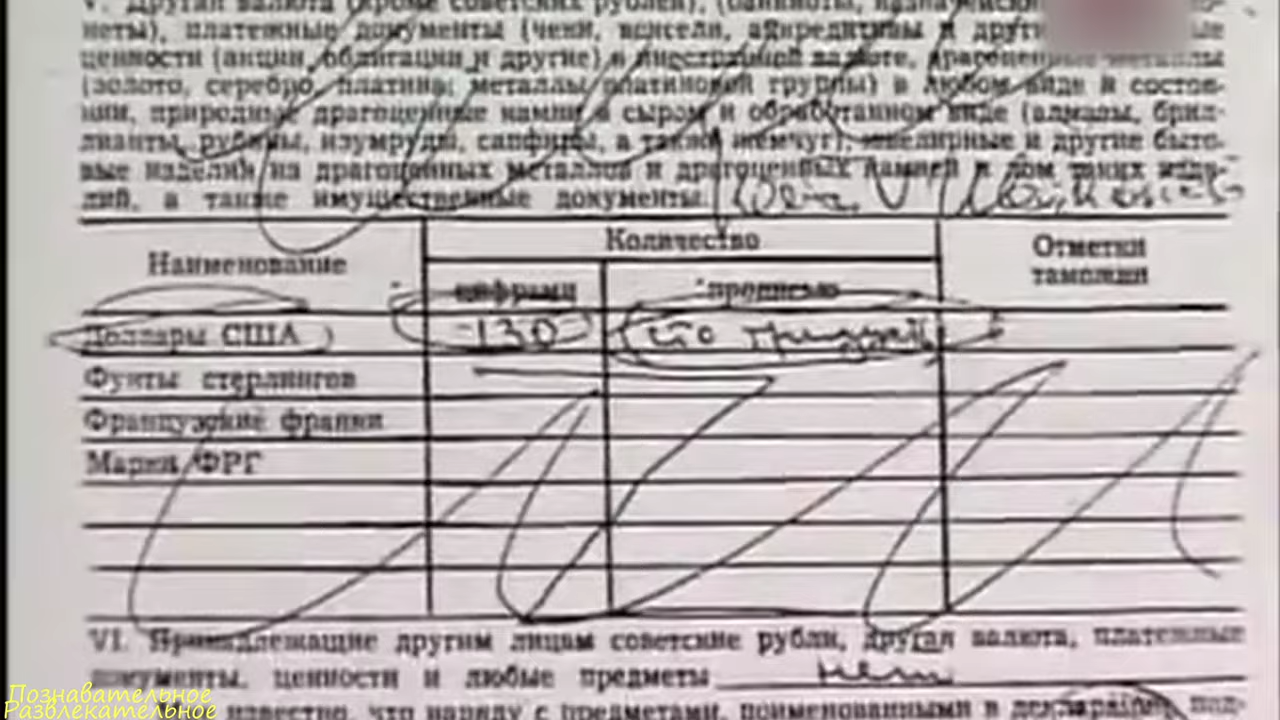 V. Другая валюта (кроме советских рублей), (банкноты,
неты), платежные документы (чеки, векселя, аккредитивы и другие)
ценности (акции, облигации и другие) в иностранной валюте, драгоценные металлы
(золото, серебро, платина, металлы платиновой группы) в любом виде и состоя-
нии, природные драгоценные камни в сыром и обработанном виде (алмазы, брил-
лианты, рубины, изумруды, сапфиры, а также жемчуг), ювелирные и другие быто-
вые изделия из драгоценных металлов и драгоценных камней и лом таких изде-
лий, а также имущественные документы
Наименование
Количество
Отметки
таможни
цифрами
прописью
Доллары США
-130-
сто тридцать
Фунты стерлингов
Французские франки
Марки ФРГ
VI. Принадлежащие другим лицам советские рубли, другая валюта, платежные
документы, ценности и любые предметы нет
известно, что наряду с предметами, поименованными в декларации, под-
Познавательное
Развлекательное